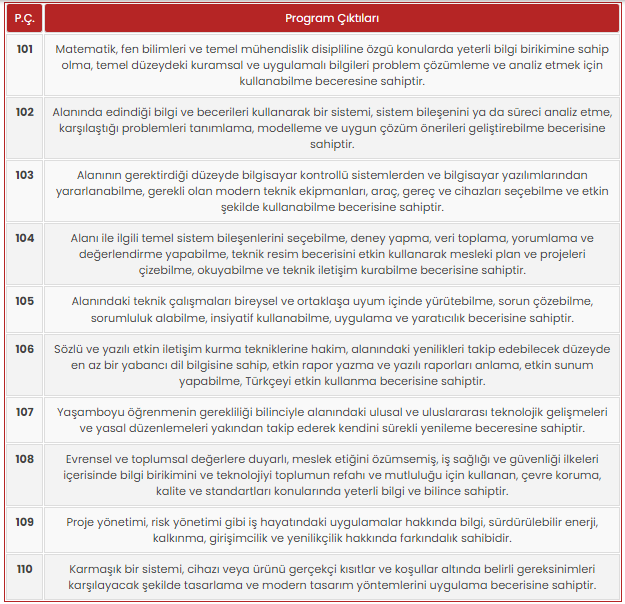 P.Ç. Program Çıktıları
101 Matematik, fen bilimleri ve temel mühendislik disipliline özgü konularda yeterli bilgi birikimine sahip
olma, temel düzeydeki kuramsal ve uygulamalı bilgileri problem çözümleme ve analiz etmek için
kullanabilme beceresine sahiptir.
102 Alanında edindiği bilgi ve becerileri kullanarak bir sistemi, sistem bileşenini ya da süreci analiz etme,
karşılaştığı problemleri tanımlama, modelleme ve uygun çözüm önerileri geliştirebilme becerisine
sahiptir.
103 Alanının gerektirdiği düzeyde bilgisayar kontrollü sistemlerden ve bilgisayar yazılımlarından
yararlanabilme, gerekli olan modern teknik ekipmanları, araç, gereç ve cihazları seçebilme ve etkin
şekilde kullanabilme becerisine sahiptir.
104 Alanı ile ilgili temel sistem bileşenlerini seçebilme, deney yapma, veri toplama, yorumlama ve
değerlendirme yapabilme, teknik resim becerisini etkin kullanarak mesleki plan ve projeleri
çizebilme, okuyabilme ve teknik iletişim kurabilme becerisine sahiptir.
105 Alanındaki teknik çalışmaları bireysel ve ortaklaşa uyum içinde yürütebilme, sorun çözebilme,
sorumluluk alabilme, insiyatif kullanabilme, uygulama ve yaratıcılık becerisine sahiptir.
106 Sözlü ve yazılı etkin iletişim kurma tekniklerine hakim, alanındaki yenilikleri takip edebilecek düzeyde
en az bir yabancı dil bilgisine sahip, etkin rapor yazma ve yazılı raporları anlama, etkin sunum
yapabilme, Türkçeyi etkin kullanma becerisine sahiptir.
107 Yaşamboyu öğrenmenin gerekliliği bilinciyle alanındaki ulusal ve uluslararası teknolojik gelişmeleri
ve yasal düzenlemeleri yakından takip ederek kendini sürekli yenileme beceresine sahiptir.
108 Evrensel ve toplumsal değerlere duyarlı, meslek etiğini özümsemiş, iş sağlığı ve güvenliği ilkeleri
içerisinde bilgi birikimini ve teknolojiyi toplumun refahı ve mutluluğu için kullanan, çevre koruma,
kalite ve standartları konularında yeterli bilgi ve bilince sahiptir.
109 Proje yönetimi, risk yönetimi gibi iş hayatındaki uygulamalar hakkında bilgi, sürdürülebilir enerji,
kalkınma, girişimcilik ve yenilikçilik hakkında farkındalık sahibidir.
110 Karmaşık bir sistemi, cihazı veya ürünü gerçekçi kısıtlar ve koşullar altında belirli gereksinimleri
karşılayacak şekilde tasarlama ve modern tasarım yöntemlerini uygulama becerisine sahiptir.